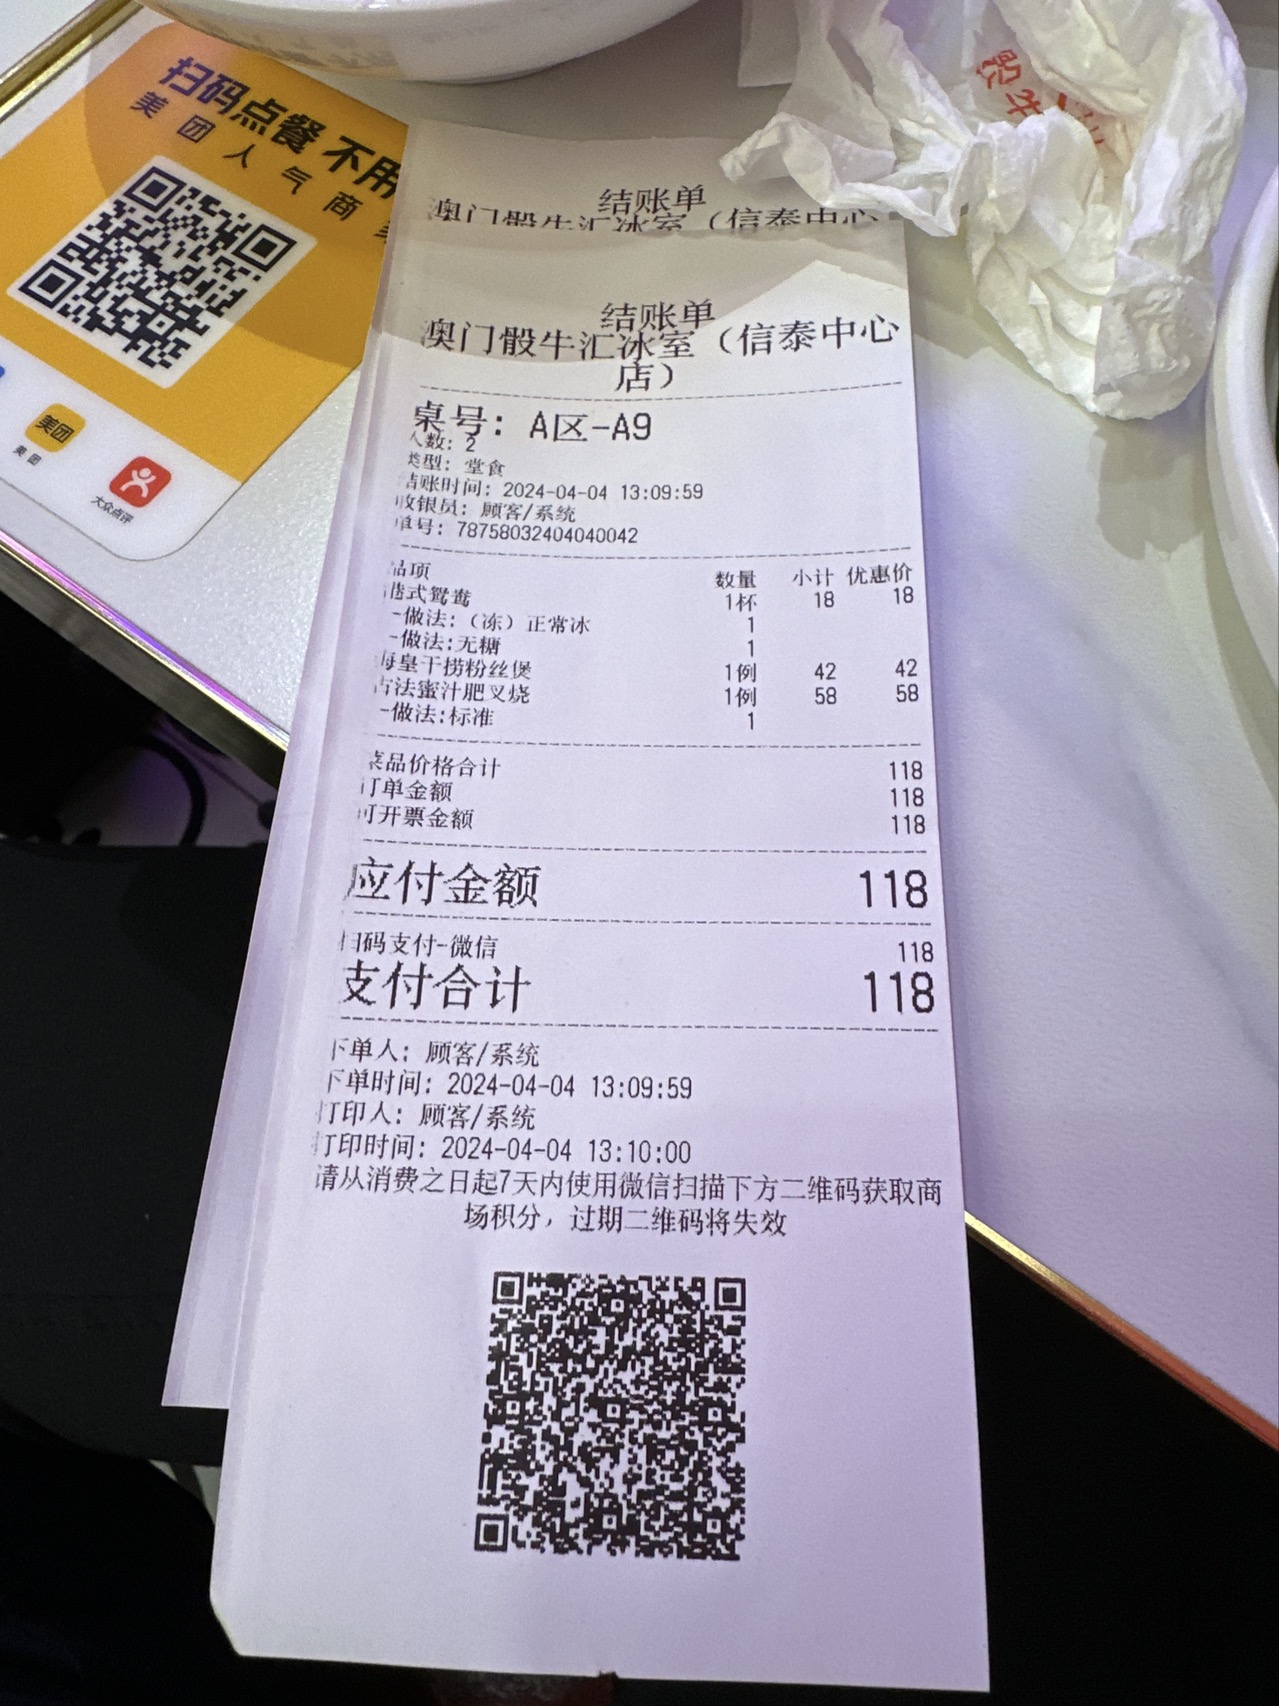 扫码点餐 不用
美团人气商
美团
美团
大众点评
结账单
澳门骰牛汇冰室（信泰中心
结账单
澳门骰牛汇冰室（信泰中心
店）
桌号: A区-A9
人数: 2
类型: 堂食
结账时间: 2024-04-04 13:09:59
收银员: 顾客/系统
单号: 78758032404040042
品项 数量 小计 优惠价
港式鸳鸯 1杯 18 18
-做法:（冻）正常冰 1
-做法:无糖 1
海皇干捞粉丝煲 1例 42 42
古法蜜汁肥叉烧 1例 58 58
-做法:标准 1
菜品价格合计 118
订单金额 118
可开票金额 118
应付金额 118
扫码支付-微信 118
支付合计 118
下单人: 顾客/系统
下单时间: 2024-04-04 13:09:59
打印人: 顾客/系统
打印时间: 2024-04-04 13:10:00
请从消费之日起7天内使用微信扫描下方二维码获取商
场积分，过期二维码将失效